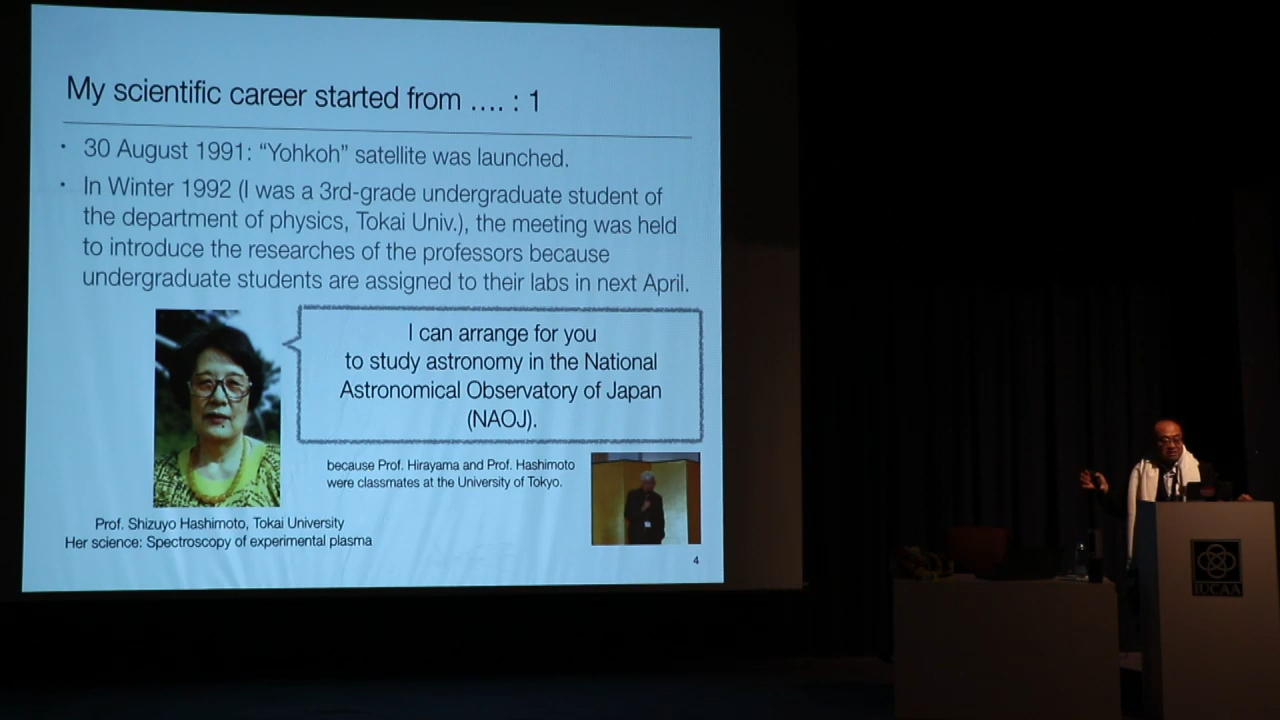 My scientific career started from .... : 1
• 30 August 1991: “Yohkoh” satellite was launched.
• In Winter 1992 (I was a 3rd-grade undergraduate student of
the department of physics, Tokai Univ.), the meeting was held
to introduce the researches of the professors because
undergraduate students are assigned to their labs in next April.
I can arrange for you
to study astronomy in the National
Astronomical Observatory of Japan
(NAOJ).
because Prof. Hirayama and Prof. Hashimoto
were classmates at the University of Tokyo.
Prof. Shizuyo Hashimoto, Tokai University
Her science: Spectroscopy of experimental plasma
4
IUCAA